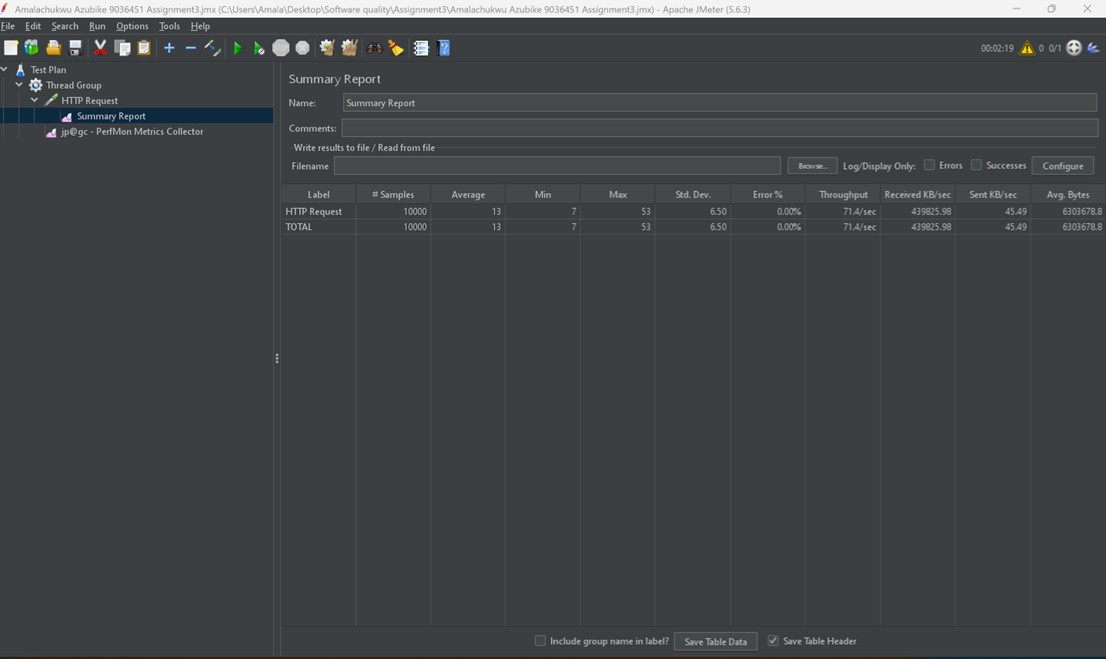 Amalachukwu Azubike 9036451 Assignment3.jmx (C:\Users\Amala\Desktop\Software quality\Assignment3\Amalachukwu Azubike 9036451 Assignment3.jmx) - Apache JMeter (5.6.3)
File Edit Search Run Options Tools Help
00:02:19 0 0/1
Test Plan
Thread Group
HTTP Request
Summary Report
jp@gc - PerfMon Metrics Collector
Summary Report
Name: Summary Report
Comments:
Write results to file / Read from file
Filename Browse... Log/Display Only: Errors Successes Configure
Label # Samples Average Min Max Std. Dev. Error % Throughput Received KB/sec Sent KB/sec Avg. Bytes
HTTP Request 10000 13 7 53 6.50 0.00% 71.4/sec 439825.98 45.49 6303678.8
TOTAL 10000 13 7 53 6.50 0.00% 71.4/sec 439825.98 45.49 6303678.8
Include group name in label? Save Table Data Save Table Header